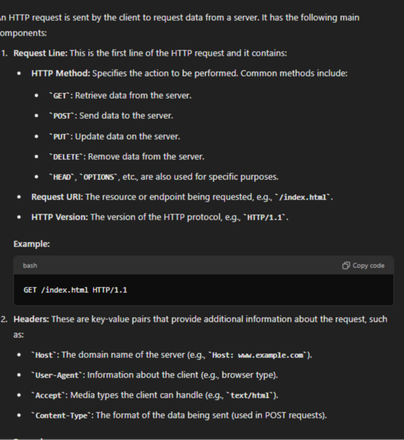 An HTTP request is sent by the client to request data from a server. It has the following main
components:
1. Request Line: This is the first line of the HTTP request and it contains:
• HTTP Method: Specifies the action to be performed. Common methods include:
• `GET`: Retrieve data from the server.
• `POST`: Send data to the server.
• `PUT`: Update data on the server.
• `DELETE`: Remove data from the server.
• `HEAD`, `OPTIONS`, etc., are also used for specific purposes.
• Request URI: The resource or endpoint being requested, e.g., `/index.html`.
• HTTP Version: The version of the HTTP protocol, e.g., `HTTP/1.1`.
Example:
bash Copy code
GET /index.html HTTP/1.1
2. Headers: These are key-value pairs that provide additional information about the request, such
as:
• `Host`: The domain name of the server (e.g., `Host: www.example.com`).
• `User-Agent`: Information about the client (e.g., browser type).
• `Accept`: Media types the client can handle (e.g., `text/html`).
• `Content-Type`: The format of the data being sent (used in POST requests).